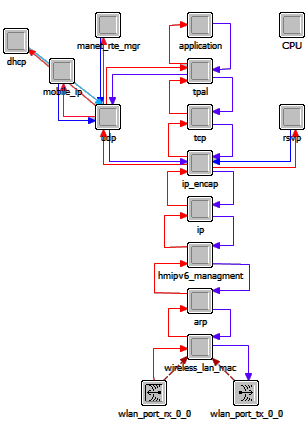 manet_rte_mgr
application
CPU
dhcp
mobile_ip
tpal
udp
tcp
rsvp
ip_encap
ip
hmipv6_managment
arp
wireless_lan_mac
wlan_port_rx_0_0
wlan_port_tx_0_0